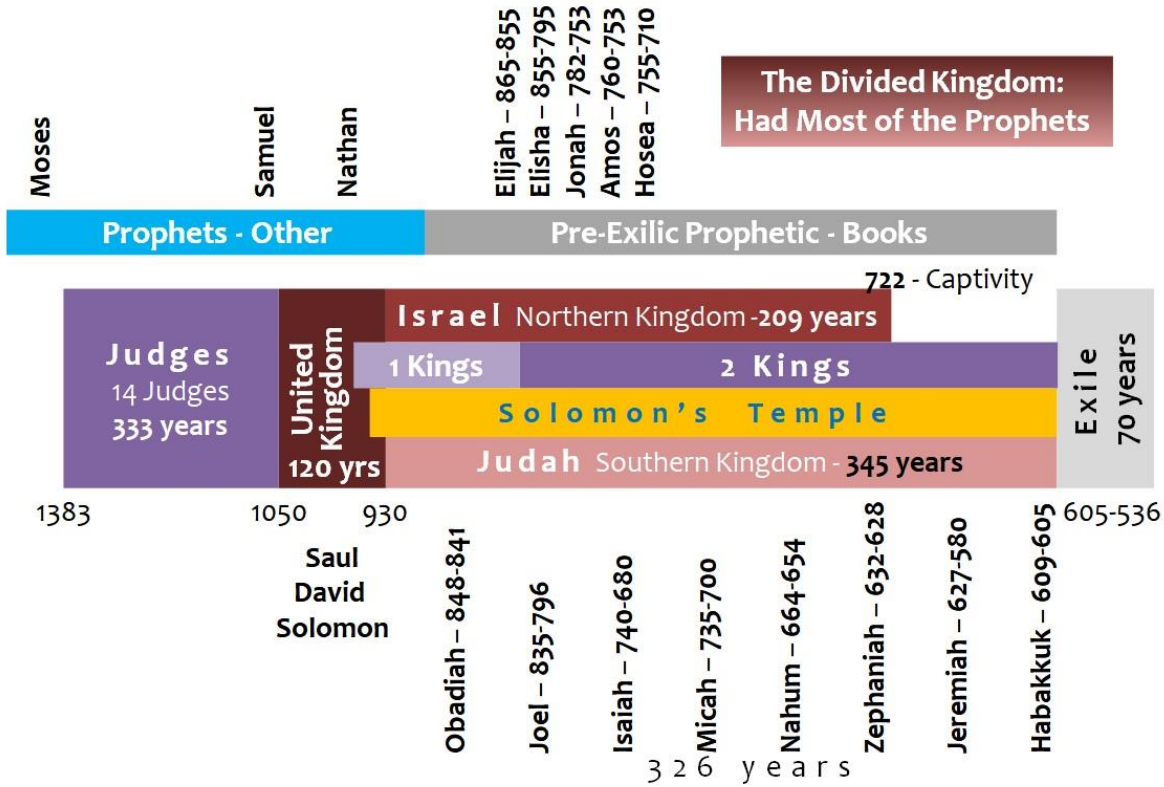 Moses
Samuel
Nathan
Elijah – 865-855
Elisha – 855-795
Jonah – 782-753
Amos – 760-753
Hosea – 755-710
The Divided Kingdom:
Had Most of the Prophets
Prophets - Other
Pre-Exilic Prophetic - Books
722 - Captivity
Judges
14 Judges
333 years
United
Kingdom
120 yrs
Israel Northern Kingdom -209 years
1 Kings
2 Kings
Solomon's Temple
Judah Southern Kingdom - 345 years
Exile
70 years
1383
1050
930
605-536
Saul
David
Solomon
Obadiah – 848-841
Joel – 835-796
Isaiah – 740-680
Micah – 735-700
Nahum – 664-654
Zephaniah – 632-628
Jeremiah – 627-580
Habakkuk – 609-605
326 years